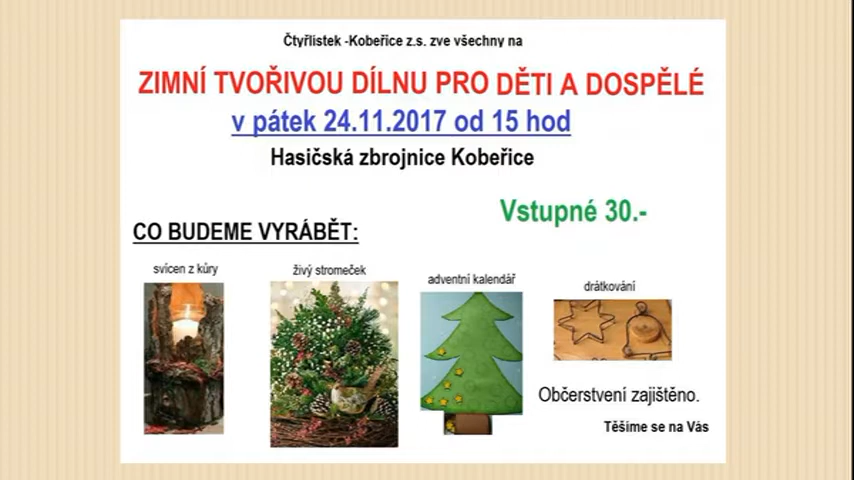 Čtyřlístek -Kobeřice z.s. zve všechny na
ZIMNÍ TVOŘIVOU DÍLNU PRO DĚTI A DOSPĚLÉ
v pátek 24.11.2017 od 15 hod
Hasičská zbrojnice Kobeřice
Vstupné 30.-
CO BUDEME VYRÁBĚT:
svícen z kůry
živý stromeček
adventní kalendář
drátkování
Občerstvení zajištěno.
Těšíme se na Vás